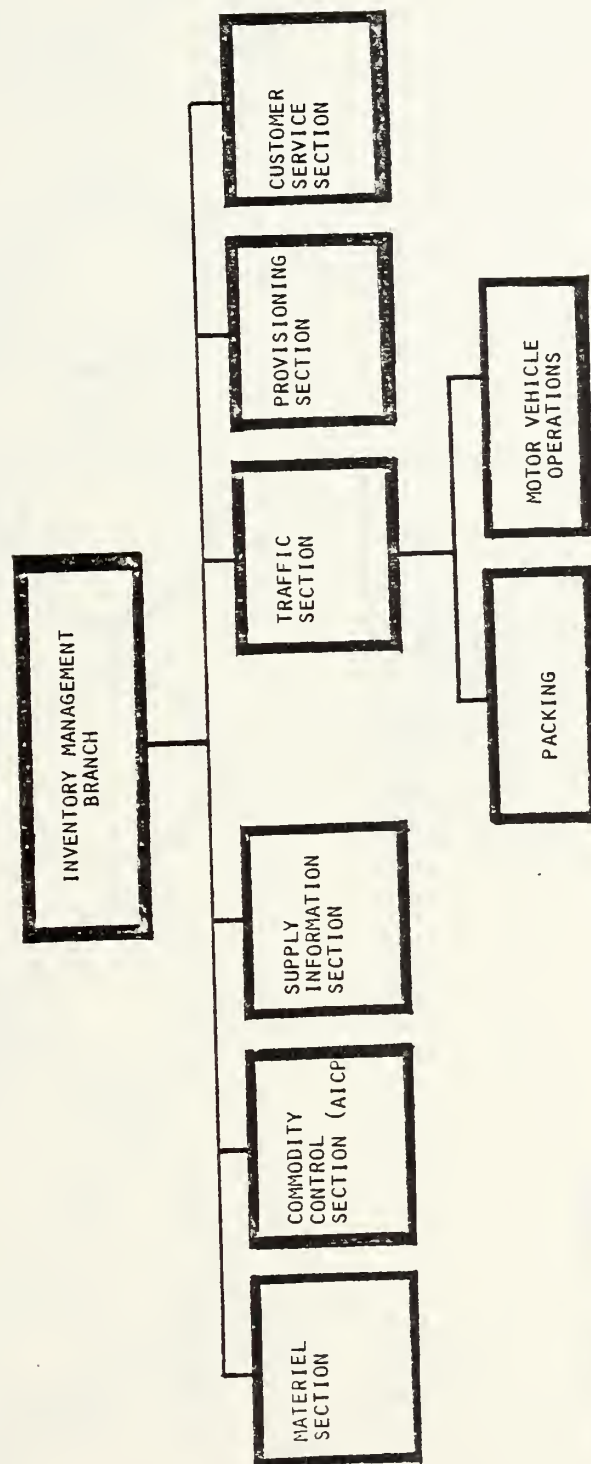 INVENTORY MANAGEMENT
BRANCH
MATERIEL
SECTION
COMMODITY
CONTROL
SECTION (AICP
SUPPLY
INFORMATION
SECTION
TRAFFIC
SECTION
PROVISIONING
SECTION
CUSTOMER
SERVICE
SECTION
PACKING
MOTOR VEHICLE
OPERATIONS